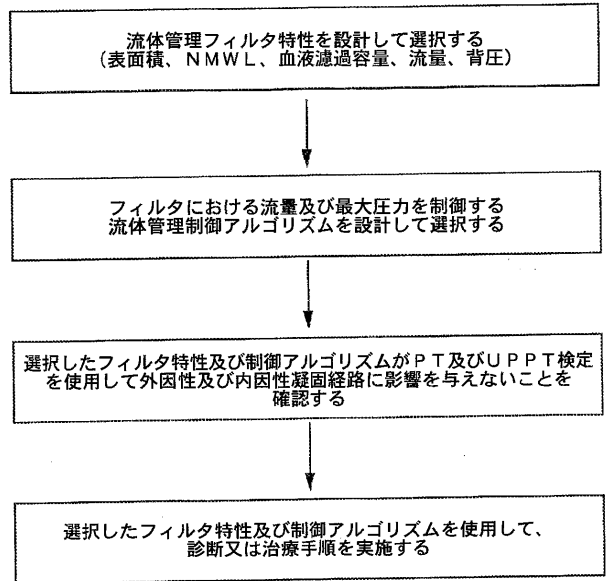 流体管理フィルタ特性を設計して選択する
（表面積、ＮＭＷＬ、血液濾過容量、流量、背圧）
フィルタにおける流量及び最大圧力を制御する
流体管理制御アルゴリズムを設計して選択する
選択したフィルタ特性及び制御アルゴリズムがＰＴ及びＵＰＰＴ検定
を使用して外因性及び内因性凝固経路に影響を与えないことを
確認する
選択したフィルタ特性及び制御アルゴリズムを使用して、
診断又は治療手順を実施する